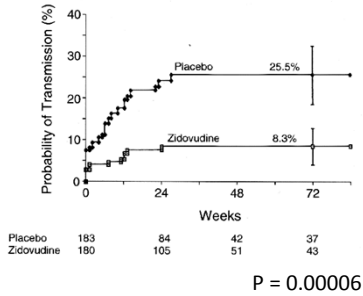 Probability of Transmission (%)
40
30
20
10
0
Placebo 25.5%
Zidovudine 8.3%
0 24 48 72
Weeks
Placebo 183 84 42 37
Zidovudine 180 105 51 43
P = 0.00006